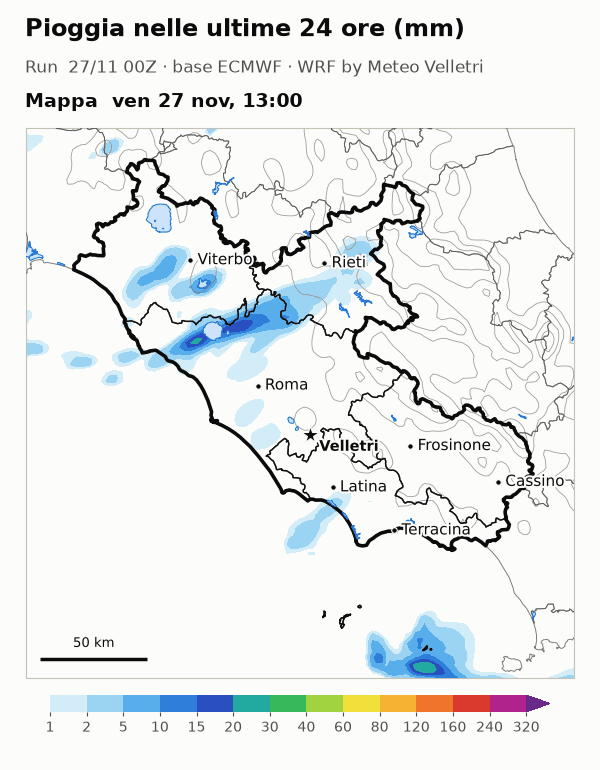 Pioggia nelle ultime 24 ore (mm)
Run  27/11 00Z · base ECMWF · WRF by Meteo Velletri
Mappa  ven 27 nov, 13:00
Viterbo
Rieti
Roma
Velletri
Frosinone
Cassino
Latina
Terracina
50 km
1 2 5 10 15 20 30 40 60 80 120 160 240 320